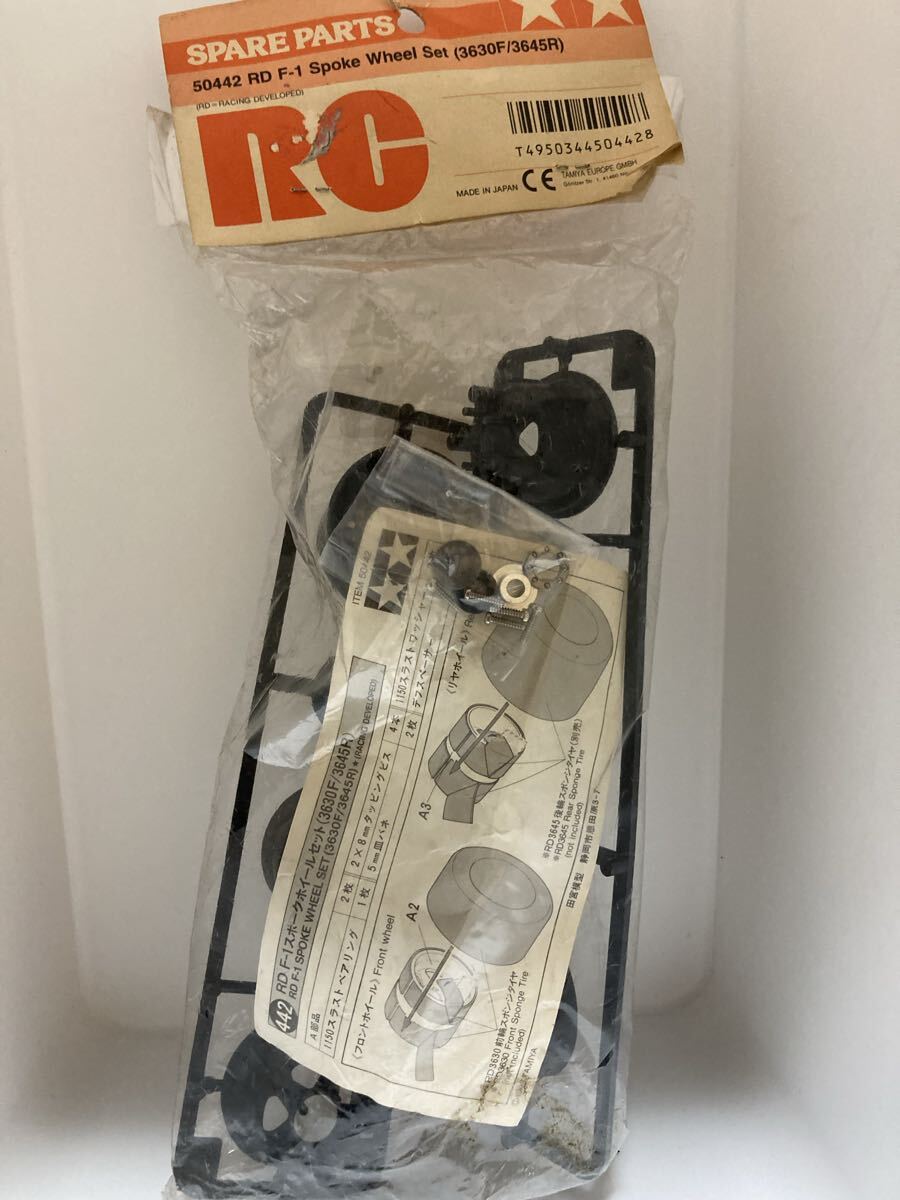 SPARE PARTS
50442 RD F-1 Spoke Wheel Set (3630F/3645R)
(RD=RACING DEVELOPED)
RC
T4950344504428
MADE IN JAPAN
CE
TAMIYA EUROPE GMBH
ITEM 50442
442 RD F-1スポークホイールセット(3630F/3645R)
RD F-1 SPOKE WHEEL SET (3630F/3645R) *(RACING DEVELOPED)
A部品
1150スラストベアリング
2枚
1枚
2×8mmタッピングビス
5mm皿バネ
4本
2枚
1150スラストワッシャー
デフスペーサー
《フロントホイール》Front wheel
《リヤホイール》
A2
A3
※RD3645後輪スポンジタイヤ(別売)
※RD3645 Rear Sponge Tire
(not included)
RD3630前輪スポンジタイヤ
RD3630 Front Sponge Tire
not included)
TAMIYA
田宮模型 静岡市恩田原3-7